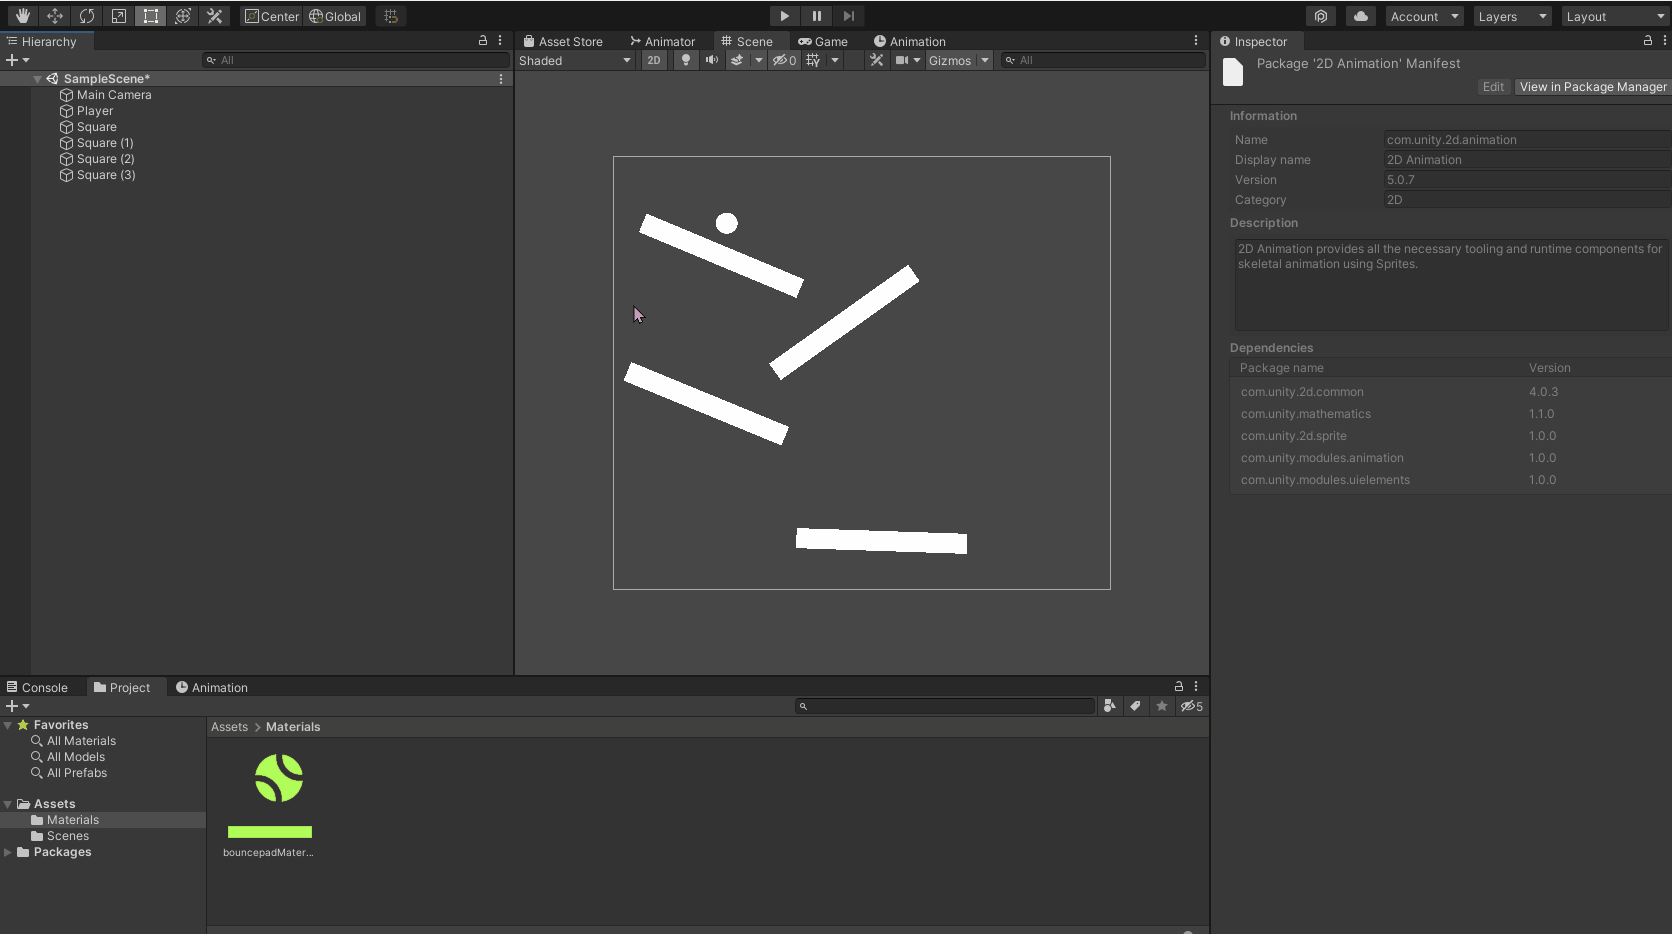 Center
Global
Account
Layers
Layout
Hierarchy
All
SampleScene*
Main Camera
Player
Square
Square (1)
Square (2)
Square (3)
Asset Store
Animator
Scene
Game
Animation
Shaded
2D
0
Gizmos
All
Inspector
Package '2D Animation' Manifest
Edit
View in Package Manager
Information
Name
com.unity.2d.animation
Display name
2D Animation
Version
5.0.7
Category
2D
Description
2D Animation provides all the necessary tooling and runtime components for
skeletal animation using Sprites.
Dependencies
Package name
Version
com.unity.2d.common
4.0.3
com.unity.mathematics
1.1.0
com.unity.2d.sprite
1.0.0
com.unity.modules.animation
1.0.0
com.unity.modules.uielements
1.0.0
Console
Project
Animation
5
Favorites
All Materials
All Models
All Prefabs
Assets
Materials
Scenes
Packages
Assets > Materials
bouncepadMater...